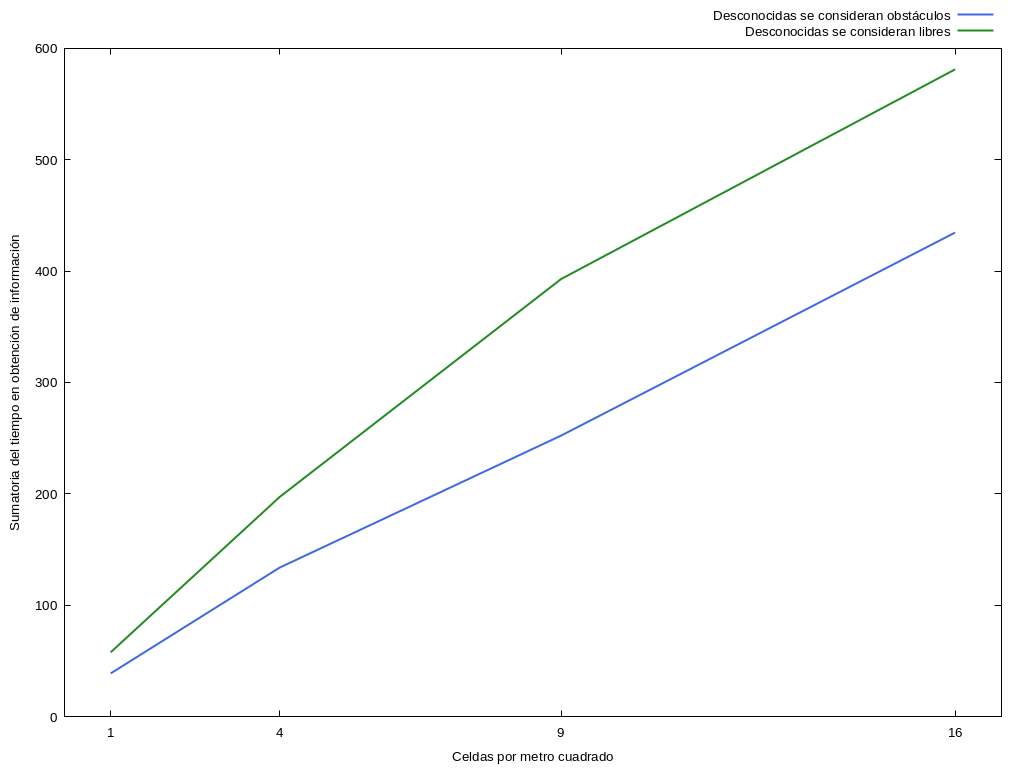 Desconocidas se consideran obstáculos
Desconocidas se consideran libres
600
500
400
300
200
100
0
Sumatoria del tiempo en obtención de información
1 4 9 16
Celdas por metro cuadrado